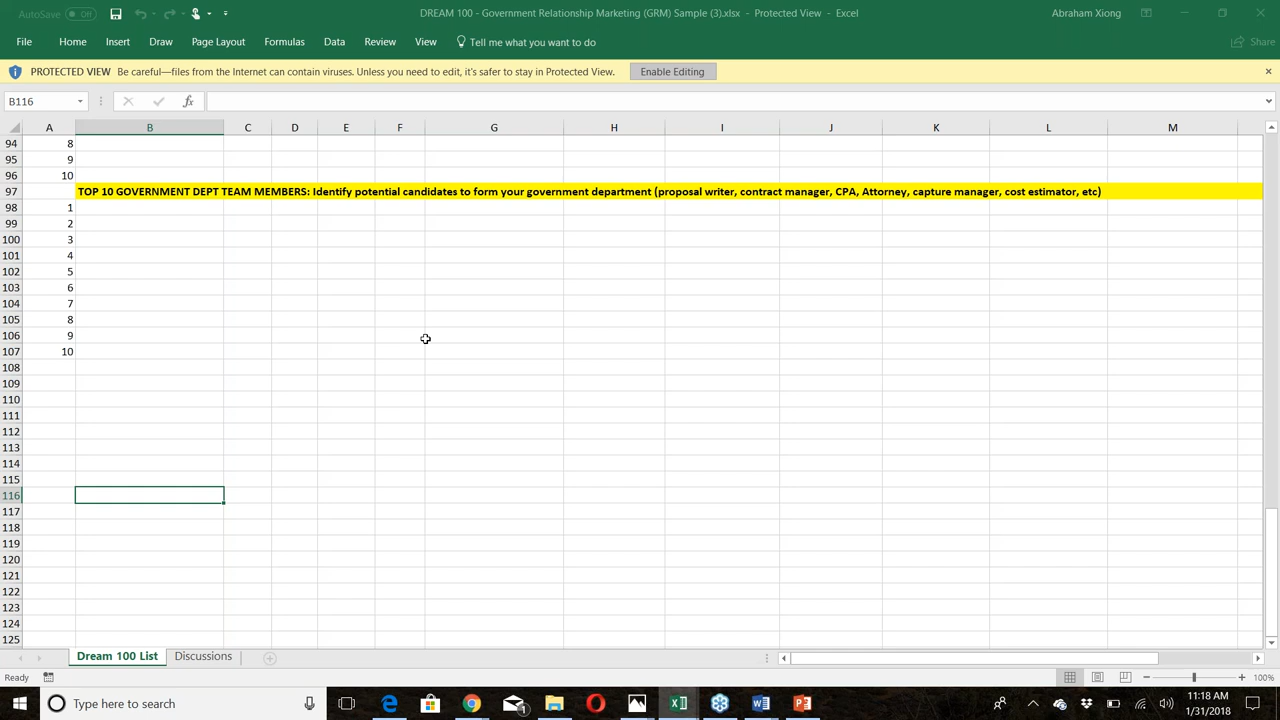 AutoSave Off
DREAM 100 - Government Relationship Marketing (GRM) Sample (3).xlsx - Protected View - Excel
Abraham Xiong
File Home Insert Draw Page Layout Formulas Data Review View Tell me what you want to do Share
PROTECTED VIEW Be careful—files from the Internet can contain viruses. Unless you need to edit, it's safer to stay in Protected View. Enable Editing
B116 fx
A B C D E F G H I J K L M
94 8
95 9
96 10
97 TOP 10 GOVERNMENT DEPT TEAM MEMBERS: Identify potential candidates to form your government department (proposal writer, contract manager, CPA, Attorney, capture manager, cost estimator, etc)
98 1
99 2
100 3
101 4
102 5
103 6
104 7
105 8
106 9
107 10
108
109
110
111
112
113
114
115
116
117
118
119
120
121
122
123
124
125
Dream 100 List Discussions
Ready 100%
Type here to search
11:18 AM
1/31/2018